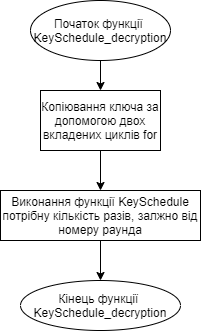 Початок функції
KeySchedule_decryption
Копіювання ключа за
допомогою двох
вкладених циклів for
Виконання функції KeySchedule
потрібну кількість разів, залжно від
номеру раунда
Кінець функції
KeySchedule_decryption